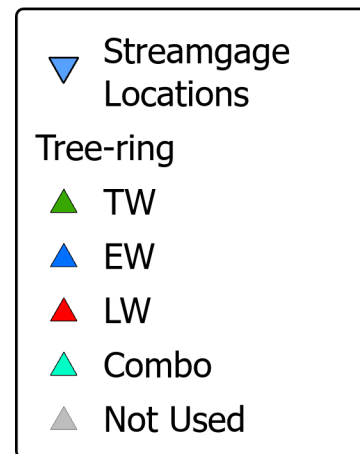 Streamgage
Locations
Tree-ring
TW
EW
LW
Combo
Not Used